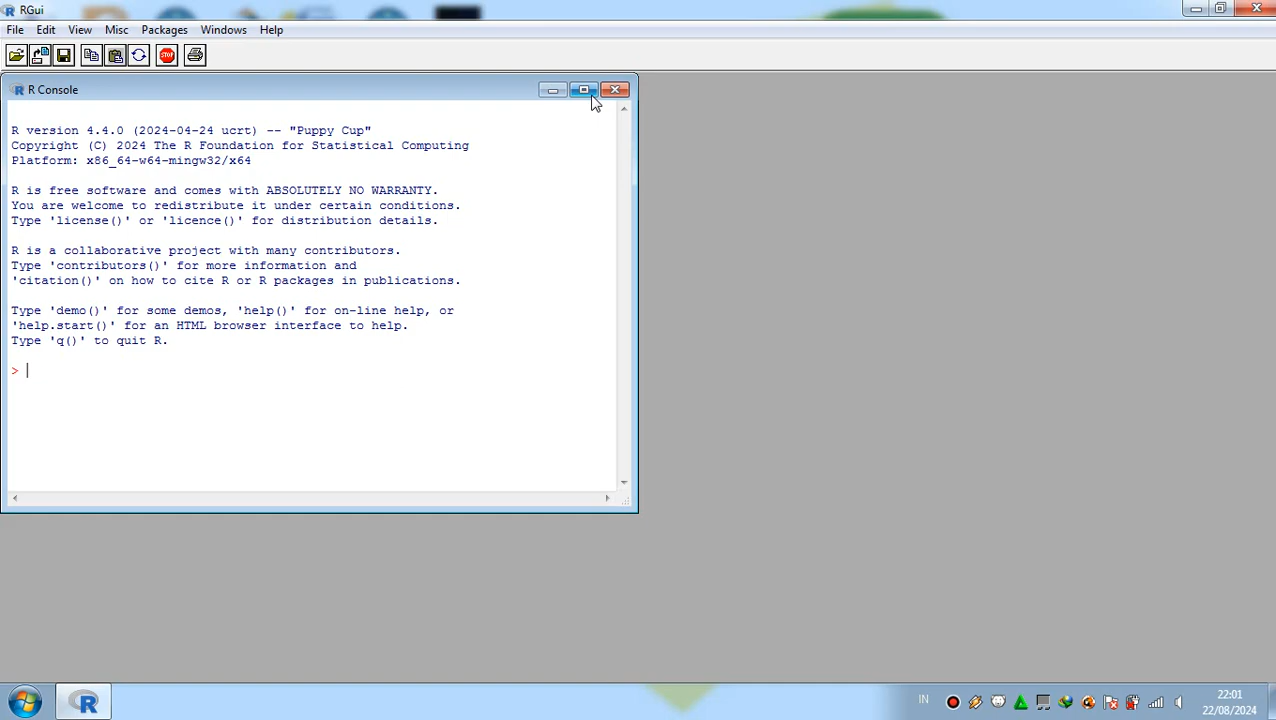 RGui
File Edit View Misc Packages Windows Help
STOP
R Console
R version 4.4.0 (2024-04-24 ucrt) -- "Puppy Cup"
Copyright (C) 2024 The R Foundation for Statistical Computing
Platform: x86_64-w64-mingw32/x64
R is free software and comes with ABSOLUTELY NO WARRANTY.
You are welcome to redistribute it under certain conditions.
Type 'license()' or 'licence()' for distribution details.
R is a collaborative project with many contributors.
Type 'contributors()' for more information and
'citation()' on how to cite R or R packages in publications.
Type 'demo()' for some demos, 'help()' for on-line help, or
'help.start()' for an HTML browser interface to help.
Type 'q()' to quit R.
>
R
IN
22:01
22/08/2024